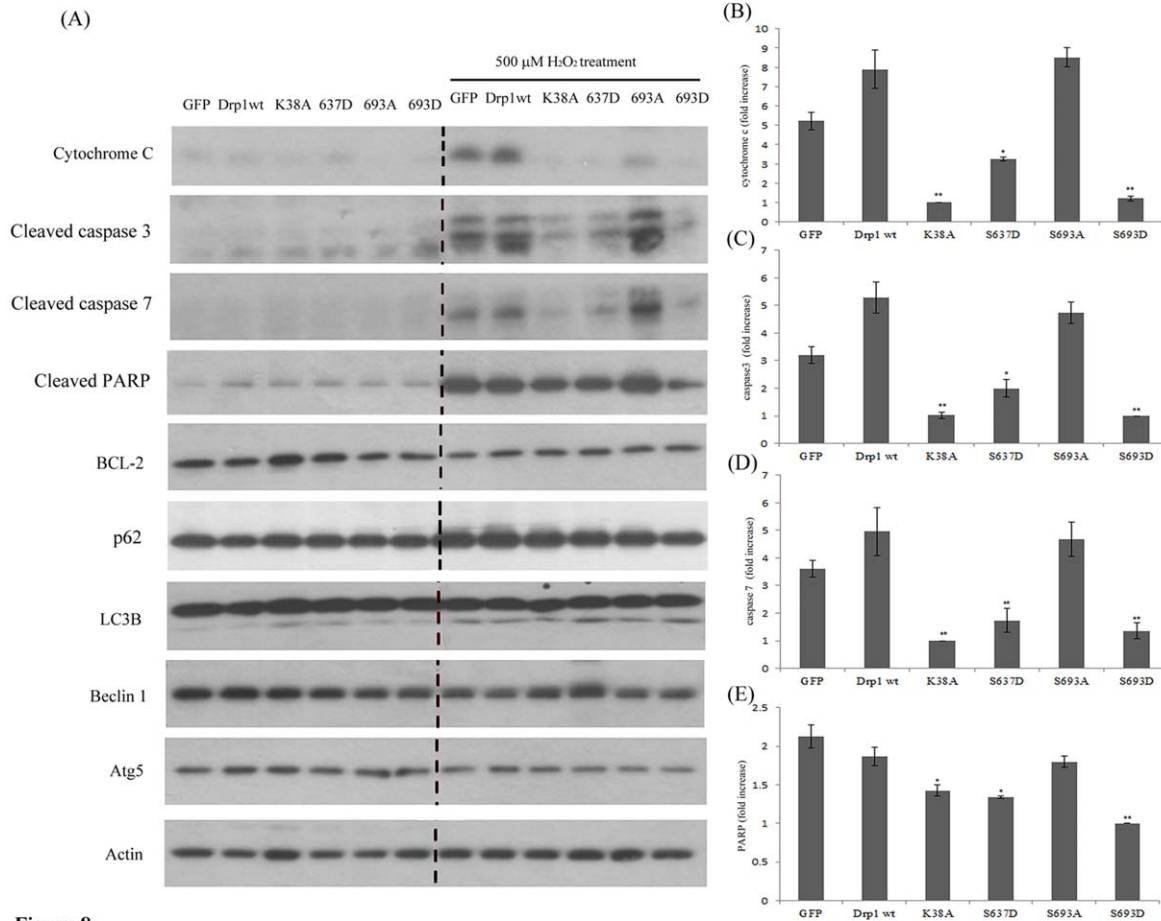 (A)
500 μM H₂O₂ treatment
GFP Drp1wt K38A 637D 693A 693D GFP Drp1wt K38A 637D 693A 693D
Cytochrome C
Cleaved caspase 3
Cleaved caspase 7
Cleaved PARP
BCL-2
p62
LC3B
Beclin 1
Atg5
Actin
(B)
cytochrome c (fold increase)
10
9
8
7
6
5
4
3
2
1
0
* ** **
GFP Drp1 wt K38A S637D S693A S693D
(C)
caspase3 (fold increase)
7
6
5
4
3
2
1
0
** * **
GFP Drp1 wt K38A S637D S693A S693D
(D)
caspase 7 (fold increase)
7
6
5
4
3
2
1
0
** ** **
GFP Drp1 wt K38A S637D S693A S693D
(E)
PARP (fold increase)
2.5
2
1.5
1
0.5
0
* * **
GFP Drp1 wt K38A S637D S693A S693D